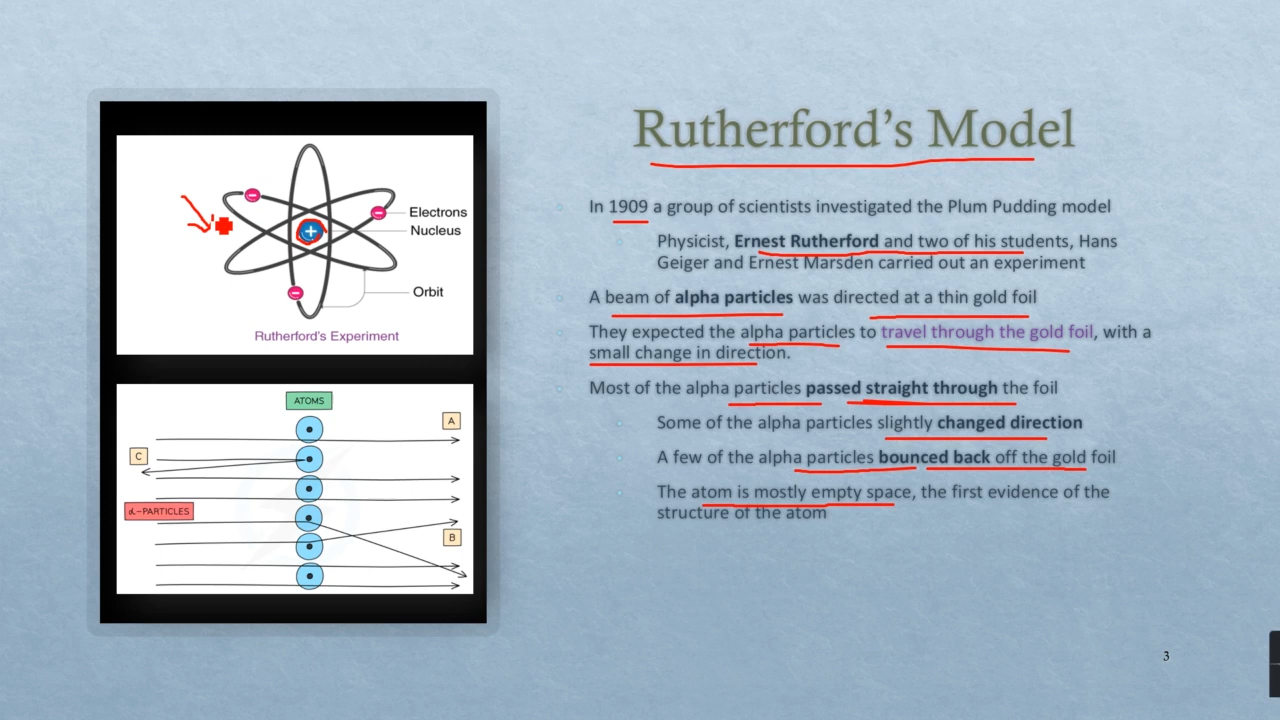 Rutherford's Model
Electrons
Nucleus
Orbit
Rutherford's Experiment
ATOMS
A
C
α-PARTICLES
B
In 1909 a group of scientists investigated the Plum Pudding model
Physicist, Ernest Rutherford and two of his students, Hans
Geiger and Ernest Marsden carried out an experiment
A beam of alpha particles was directed at a thin gold foil
They expected the alpha particles to travel through the gold foil, with a
small change in direction.
Most of the alpha particles passed straight through the foil
Some of the alpha particles slightly changed direction
A few of the alpha particles bounced back off the gold foil
The atom is mostly empty space, the first evidence of the
structure of the atom
3